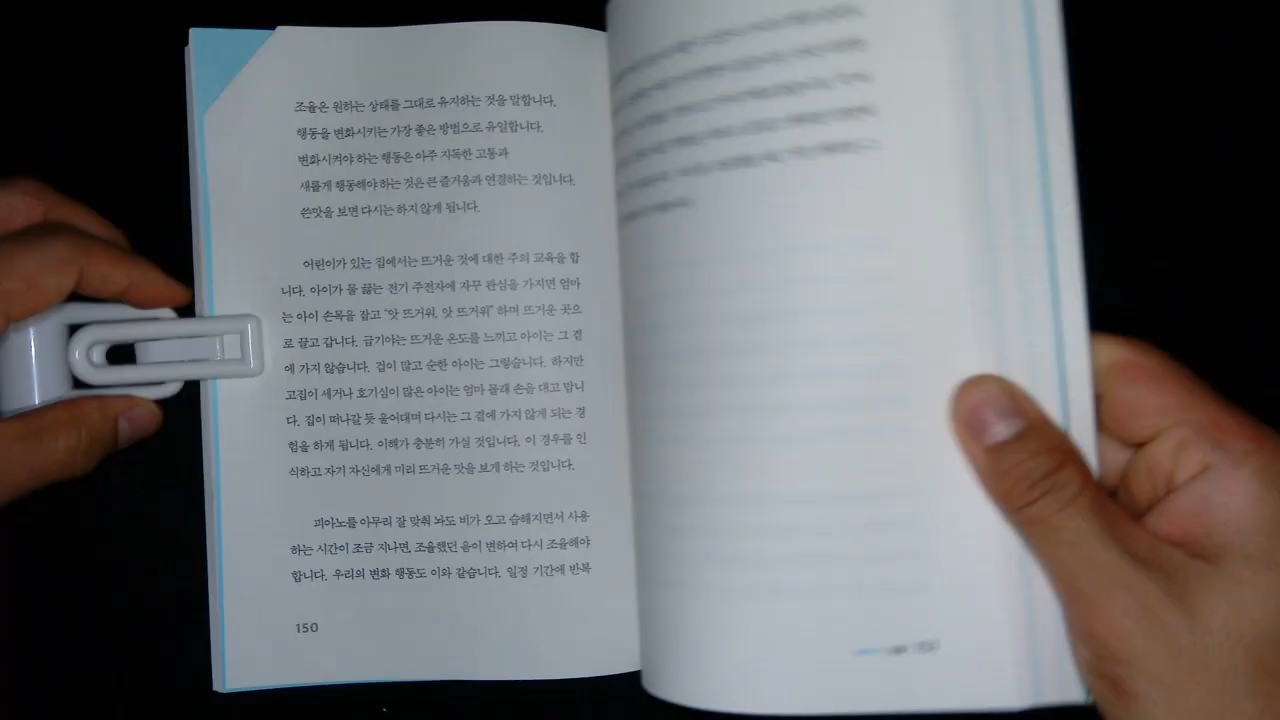 조율은 원하는 상태를 그대로 유지하는 것을 말합니다.
행동을 변화시키는 가장 좋은 방법으로 유일합니다.
변화시켜야 하는 행동은 아주 지독한 고통과
새롭게 행동해야 하는 것은 큰 즐거움과 연결하는 것입니다.
쓴맛을 보면 다시는 하지 않게 됩니다.
어린이가 있는 집에서는 뜨거운 것에 대한 주의 교육을 합
니다. 아이가 물 끓는 전기 주전자에 자꾸 관심을 가지면 엄마
는 아이 손목을 잡고 "앗 뜨거워, 앗 뜨거워" 하며 뜨거운 곳으
로 끌고 갑니다. 급기야는 뜨거운 온도를 느끼고 아이는 그 곁
에 가지 않습니다. 겁이 많고 순한 아이는 그렇습니다. 하지만
고집이 세거나 호기심이 많은 아이는 엄마 몰래 손을 대고 맙니
다. 집이 떠나갈 듯 울어대며 다시는 그 곁에 가지 않게 되는 경
험을 하게 됩니다. 이해가 충분히 가실 것입니다. 이 경우를 인
식하고 자기 자신에게 미리 뜨거운 맛을 보게 하는 것입니다.
피아노를 아무리 잘 맞춰 놔도 비가 오고 습해지면서 사용
하는 시간이 조금 지나면, 조율했던 음이 변하여 다시 조율해야
합니다. 우리의 변화 행동도 이와 같습니다. 일정 기간에 반복
150